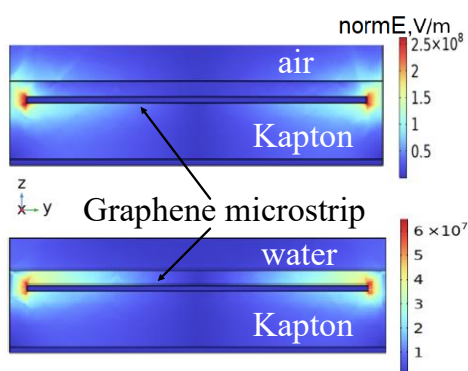 normE,V/m
2.5×10⁸
air
2
1.5
Kapton
1
0.5
z
x
y
Graphene microstrip
6 ×10⁷
water
5
4
3
Kapton
2
1